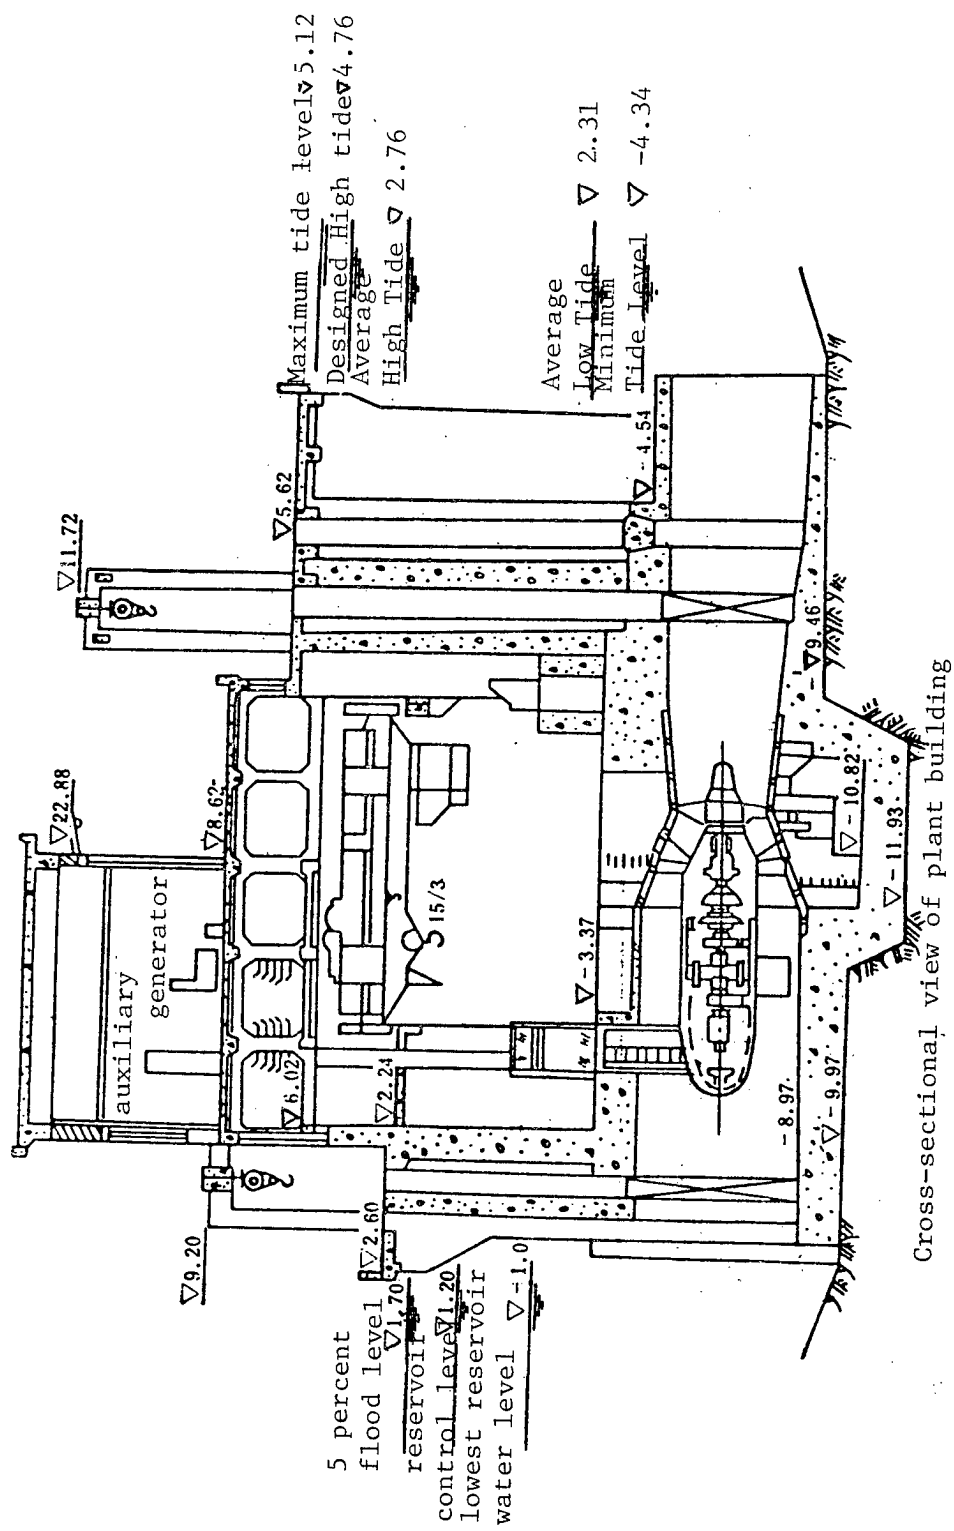 ▽22.88
auxiliary
generator
▽11.72
▽9.20
▽8.62
▽6.02
▽5.62
Maximum tide level▽5.12
Designed High tide▽4.76
Average
High Tide ▽ 2.76
▽2.60
▽2.24
15/3
5 percent
flood level
▽1.70
reservoir
control level▽1.20
lowest reservoir
water level ▽-1.0
Average
Low Tide ▽ 2.31
Minimum
Tide Level ▽ -4.34
▽-3.37
▽-4.54
-8.97
▽-9.97
▽-9.46
▽-10.82
▽-11.93
Cross-sectional view of plant building